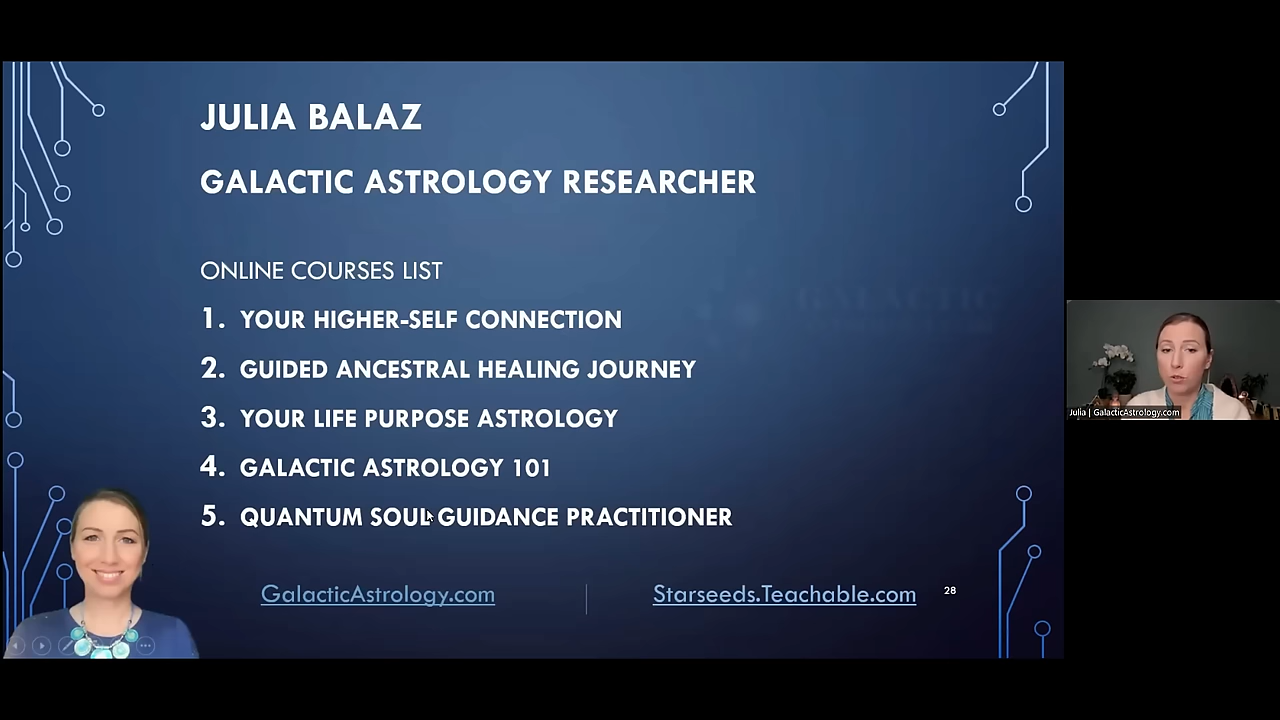 JULIA BALAZ
GALACTIC ASTROLOGY RESEARCHER
ONLINE COURSES LIST
1. YOUR HIGHER-SELF CONNECTION
2. GUIDED ANCESTRAL HEALING JOURNEY
3. YOUR LIFE PURPOSE ASTROLOGY
4. GALACTIC ASTROLOGY 101
5. QUANTUM SOUL GUIDANCE PRACTITIONER
GalacticAstrology.com
Starseeds.Teachable.com
28
GALACTIC
Julia | GalacticAstrology.com